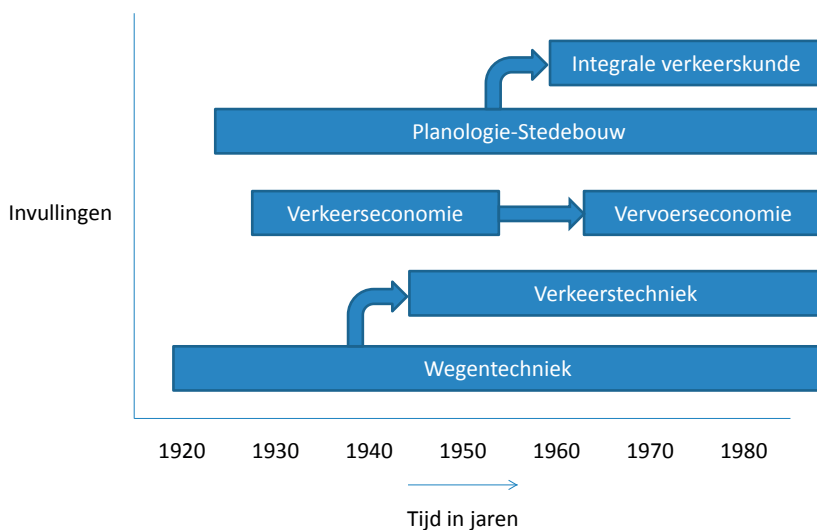 Integrale verkeerskunde
Planologie-Stedebouw
Invullingen
Verkeerseconomie
Vervoerseconomie
Verkeerstechniek
Wegentechniek
1920 1930 1940 1950 1960 1970 1980
Tijd in jaren